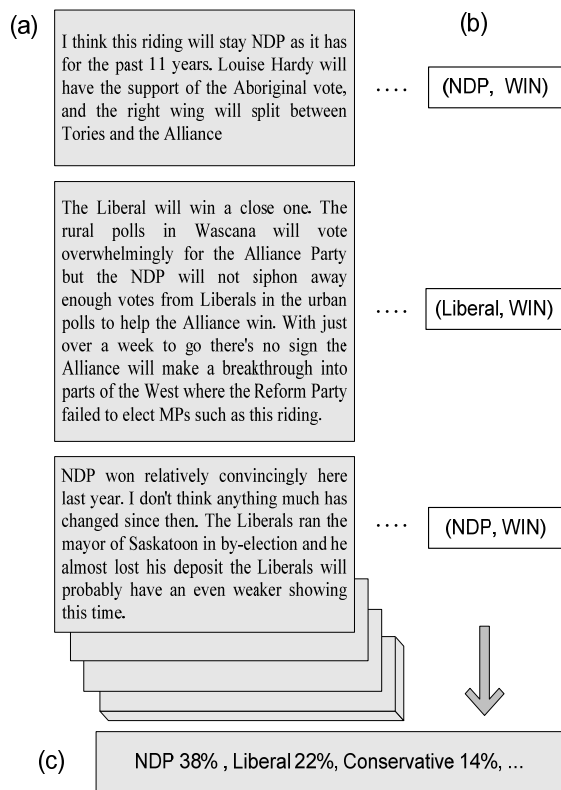 (a)
(b)
I think this riding will stay NDP as it has
for the past 11 years. Louise Hardy will
have the support of the Aboriginal vote,
and the right wing will split between
Tories and the Alliance
.... (NDP, WIN)
The Liberal will win a close one. The
rural polls in Wascana will vote
overwhelmingly for the Alliance Party
but the NDP will not siphon away
enough votes from Liberals in the urban
polls to help the Alliance win. With just
over a week to go there's no sign the
Alliance will make a breakthrough into
parts of the West where the Reform Party
failed to elect MPs such as this riding.
.... (Liberal, WIN)
NDP won relatively convincingly here
last year. I don't think anything much has
changed since then. The Liberals ran the
mayor of Saskatoon in by-election and he
almost lost his deposit the Liberals will
probably have an even weaker showing
this time.
.... (NDP, WIN)
(c)
NDP 38% , Liberal 22%, Conservative 14%, ...